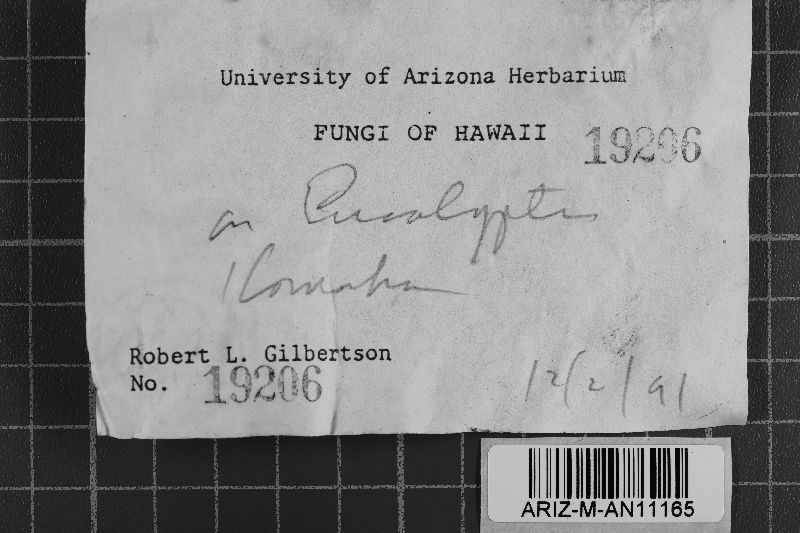 University of Arizona Herbarium
FUNGI OF HAWAII 19206
on Eucalyptus
Robert L. Gilbertson
No. 19206
12/2/91
ARIZ-M-AN11165